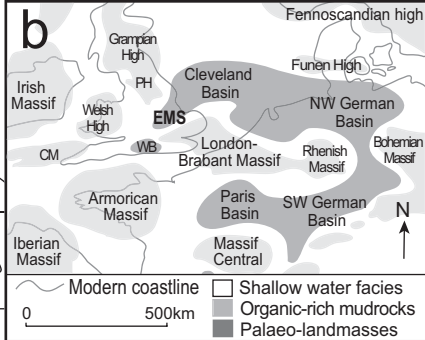 b
Fennoscandian high
Grampian
High
Funen High
Cleveland
Basin
PH
Irish
Massif
NW German
Basin
Welsh
High
EMS
London-
Brabant Massif
Bohemian
Massif
Rhenish
Massif
WB
CM
Armorican
Massif
Paris
Basin
SW German
Basin
N
Iberian
Massif
Massif
Central
Modern coastline
0
500km
Shallow water facies
Organic-rich mudrocks
Palaeo-landmasses